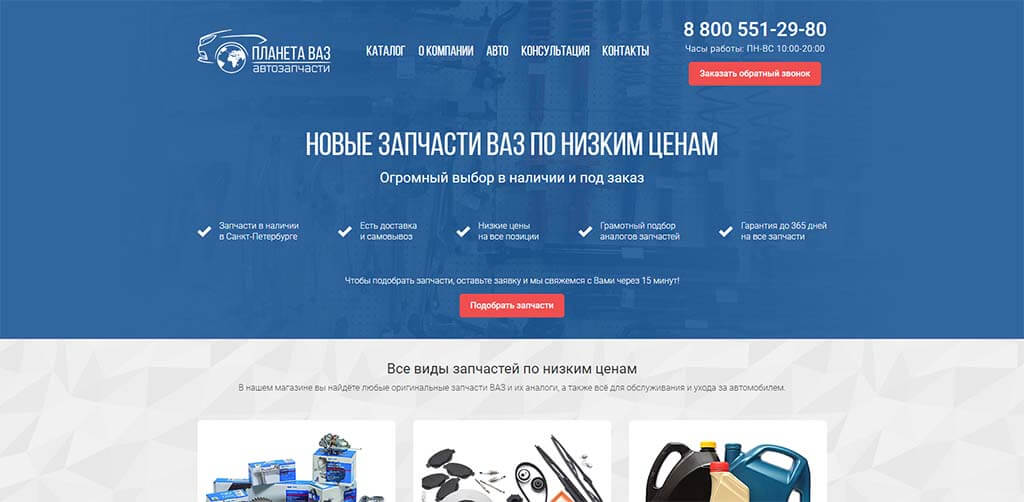 ПЛАНЕТА ВАЗ
автозапчасти
КАТАЛОГ О КОМПАНИИ АВТО КОНСУЛЬТАЦИЯ КОНТАКТЫ
8 800 551-29-80
Часы работы: ПН-ВС 10:00-20:00
Заказать обратный звонок
НОВЫЕ ЗАПЧАСТИ ВАЗ ПО НИЗКИМ ЦЕНАМ
Огромный выбор в наличии и под заказ
Запчасти в наличии
в Санкт-Петербурге
Есть доставка
и самовывоз
Низкие цены
на все позиции
Грамотный подбор
аналогов запчастей
Гарантия до 365 дней
на все запчасти
Чтобы подобрать запчасти, оставьте заявку и мы свяжемся с Вами через 15 минут!
Подобрать запчасти
Все виды запчастей по низким ценам
В нашем магазине вы найдёте любые оригинальные запчасти ВАЗ и их аналоги, а также всё для обслуживания и ухода за автомобилем.